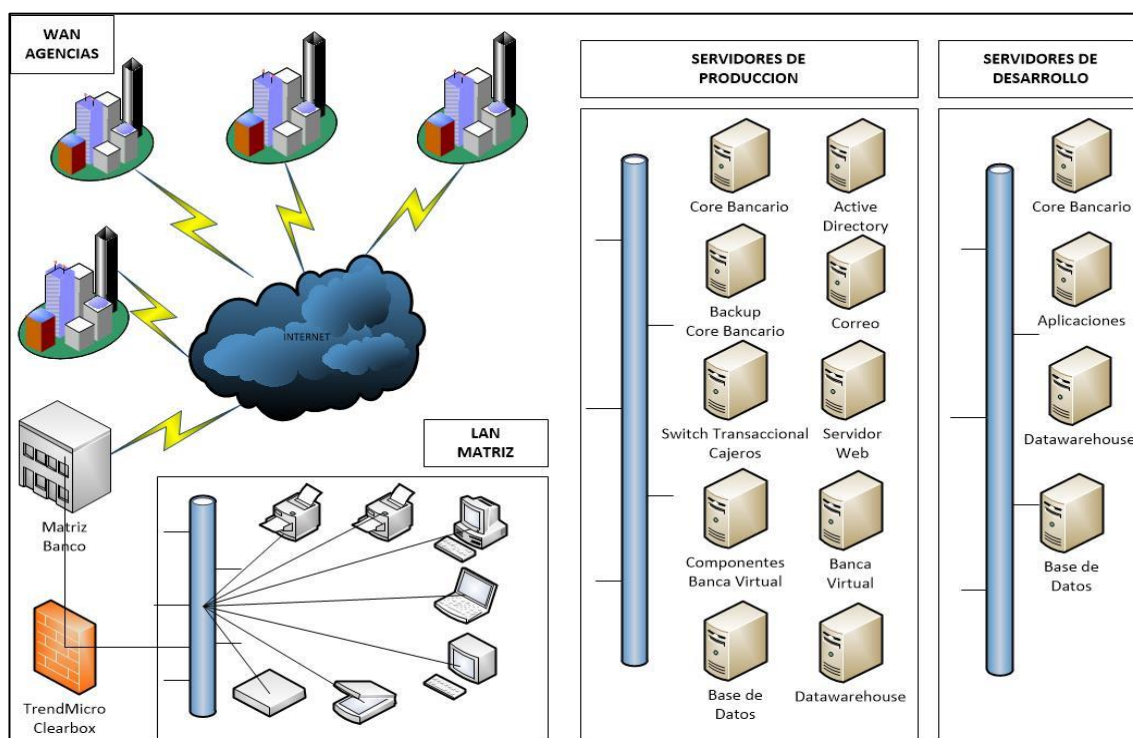 WAN
AGENCIAS
INTERNET
Matriz
Banco
TrendMicro
Clearbox
LAN
MATRIZ
SERVIDORES DE
PRODUCCION
Core Bancario
Active
Directory
Backup
Core Bancario
Correo
Switch Transaccional
Cajeros
Servidor
Web
Componentes
Banca Virtual
Banca
Virtual
Base de
Datos
Datawarehouse
SERVIDORES DE
DESARROLLO
Core Bancario
Aplicaciones
Datawarehouse
Base de
Datos